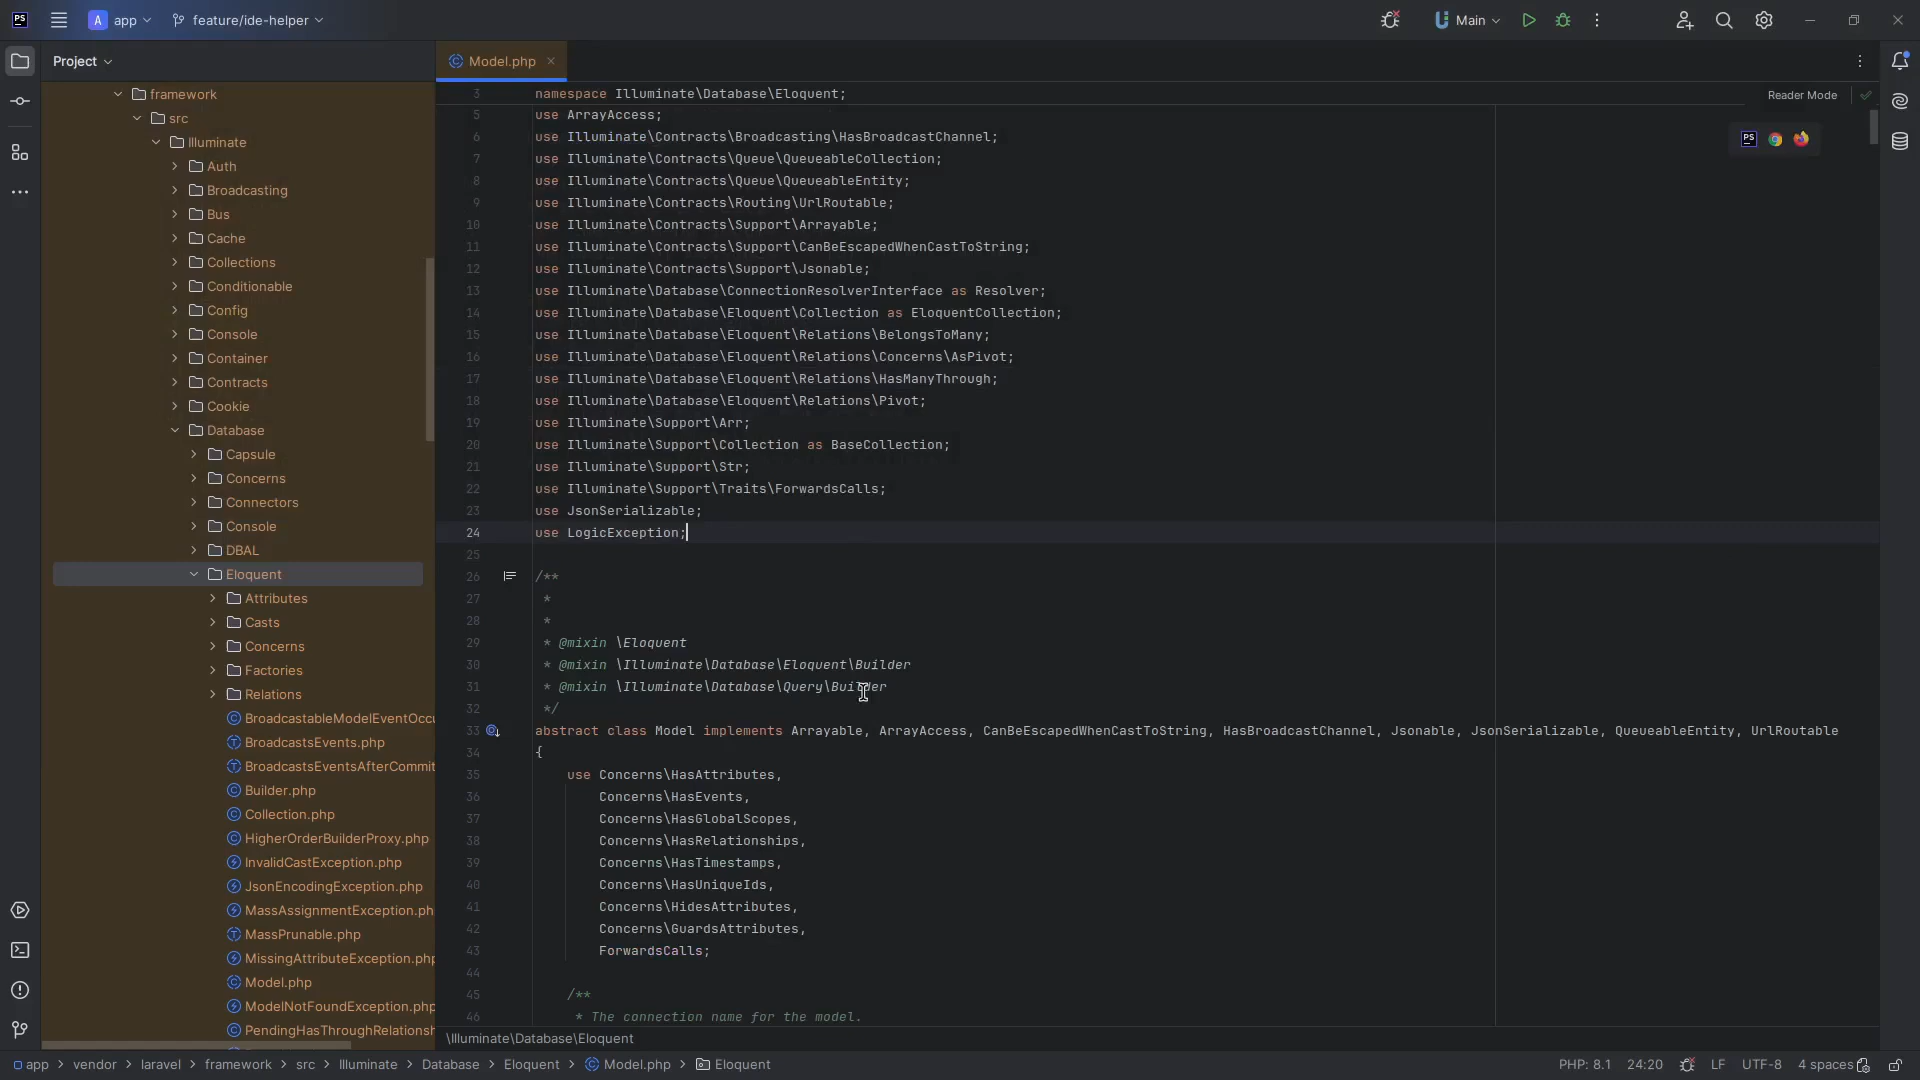 PS
A app
feature/ide-helper
Main
Project
Model.php
framework
src
Illuminate
Auth
Broadcasting
Bus
Cache
Collections
Conditionable
Config
Console
Container
Contracts
Cookie
Database
Capsule
Concerns
Connectors
Console
DBAL
Eloquent
Attributes
Casts
Concerns
Factories
Relations
BroadcastableModelEventOccu
BroadcastsEvents.php
BroadcastsEventsAfterCommit
Builder.php
Collection.php
HigherOrderBuilderProxy.php
InvalidCastException.php
JsonEncodingException.php
MassAssignmentException.ph
MassPrunable.php
MissingAttributeException.php
Model.php
ModelNotFoundException.php
PendingHasThroughRelationsh
Reader Mode
PS
3 namespace Illuminate\Database\Eloquent;
5 use ArrayAccess;
6 use Illuminate\Contracts\Broadcasting\HasBroadcastChannel;
7 use Illuminate\Contracts\Queue\QueueableCollection;
8 use Illuminate\Contracts\Queue\QueueableEntity;
9 use Illuminate\Contracts\Routing\UrlRoutable;
10 use Illuminate\Contracts\Support\Arrayable;
11 use Illuminate\Contracts\Support\CanBeEscapedWhenCastToString;
12 use Illuminate\Contracts\Support\Jsonable;
13 use Illuminate\Database\ConnectionResolverInterface as Resolver;
14 use Illuminate\Database\Eloquent\Collection as EloquentCollection;
15 use Illuminate\Database\Eloquent\Relations\BelongsToMany;
16 use Illuminate\Database\Eloquent\Relations\Concerns\AsPivot;
17 use Illuminate\Database\Eloquent\Relations\HasManyThrough;
18 use Illuminate\Database\Eloquent\Relations\Pivot;
19 use Illuminate\Support\Arr;
20 use Illuminate\Support\Collection as BaseCollection;
21 use Illuminate\Support\Str;
22 use Illuminate\Support\Traits\ForwardsCalls;
23 use JsonSerializable;
24 use LogicException;
25
26 /**
27 *
28 *
29 * @mixin \Eloquent
30 * @mixin \Illuminate\Database\Eloquent\Builder
31 * @mixin \Illuminate\Database\Query\Builder
32 */
33 abstract class Model implements Arrayable, ArrayAccess, CanBeEscapedWhenCastToString, HasBroadcastChannel, Jsonable, JsonSerializable, QueueableEntity, UrlRoutable
34 {
35 use Concerns\HasAttributes,
36 Concerns\HasEvents,
37 Concerns\HasGlobalScopes,
38 Concerns\HasRelationships,
39 Concerns\HasTimestamps,
40 Concerns\HasUniqueIds,
41 Concerns\HidesAttributes,
42 Concerns\GuardsAttributes,
43 ForwardsCalls;
44
45 /**
46 * The connection name for the model.
\Illuminate\Database\Eloquent
app vendor laravel framework src Illuminate Database Eloquent Model.php Eloquent
PHP: 8.1 24:20 LF UTF-8 4 spaces